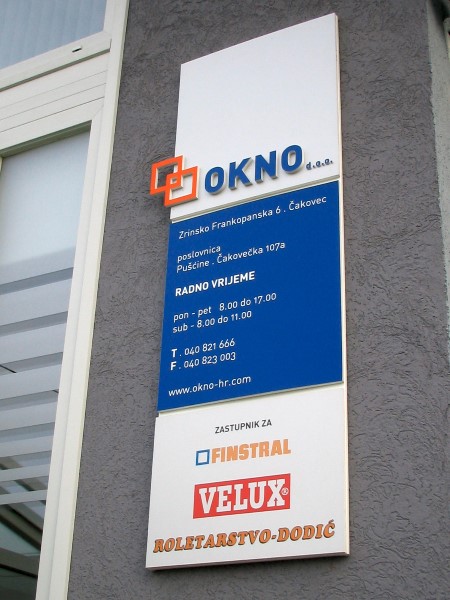 OKNO d.o.o.
Zrinsko Frankopanska 6 . Čakovec
poslovnica
Pušćine . Čakovečka 107a
RADNO VRIJEME
pon - pet 8.00 do 17.00
sub - 8.00 do 11.00
T . 040 821 666
F . 040 823 003
www.okno-hr.com
ZASTUPNIK ZA
FINSTRAL
VELUX®
ROLETARSTVO-DODIĆ